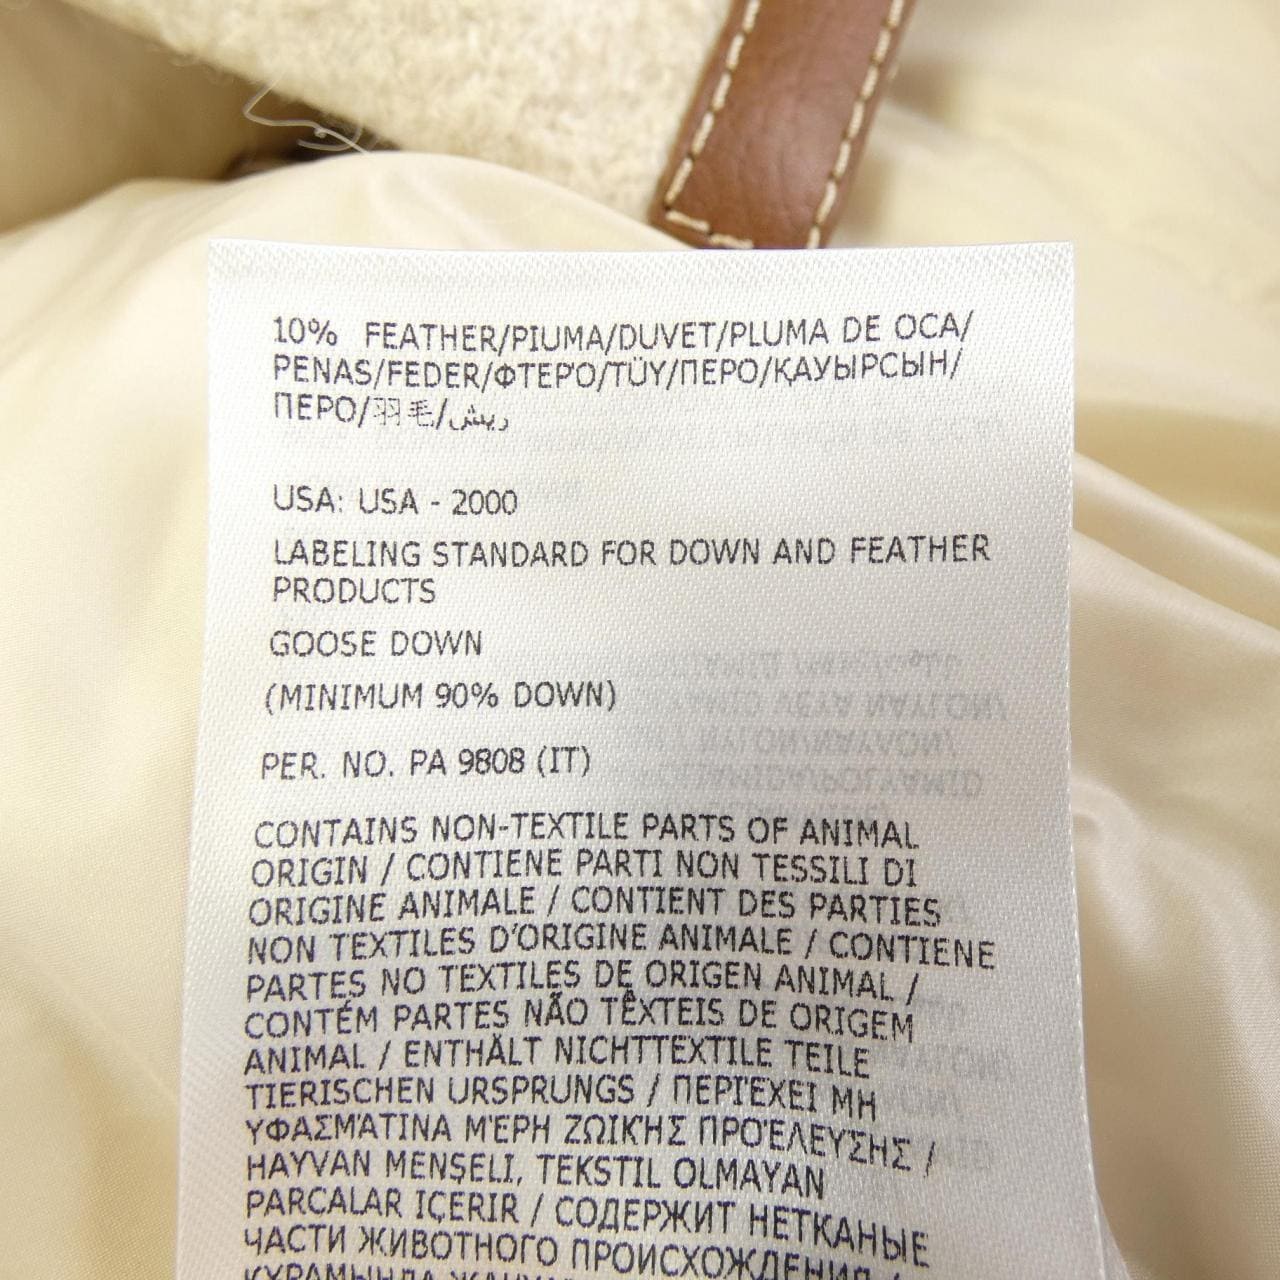 10% FEATHER/PIUMA/DUVET/PLUMA DE OCA/
PENAS/FEDER/ΦΤΕΡΌ/TÜY/ПЕРО/ҚАУЫРСЫН/
ПЕРО/羽毛/ريش
USA: USA - 2000
LABELING STANDARD FOR DOWN AND FEATHER
PRODUCTS
GOOSE DOWN
(MINIMUM 90% DOWN)
PER. NO. PA 9808 (IT)
CONTAINS NON-TEXTILE PARTS OF ANIMAL
ORIGIN / CONTIENE PARTI NON TESSILI DI
ORIGINE ANIMALE / CONTIENT DES PARTIES
NON TEXTILES D'ORIGINE ANIMALE / CONTIENE
PARTES NO TEXTILES DE ORIGEN ANIMAL /
CONTÉM PARTES NÃO TÊXTEIS DE ORIGEM
ANIMAL / ENTHÄLT NICHTTEXTILE TEILE
TIERISCHEN URSPRUNGS / ΠΕΡΙΈΧΕΙ ΜΗ
ΥΦΑΣΜΆΤΙΝΑ ΜΈΡΗ ΖΩΙΚΉΣ ΠΡΟΈΛΕΥΣΗΣ /
HAYVAN MENŞELİ, TEKSTIL OLMAYAN
PARCALAR IÇERIR / СОДЕРЖИТ НЕТКАНЫЕ
ЧАСТИ ЖИВОТНОГО ПРОИСХОЖДЕНИЯ /